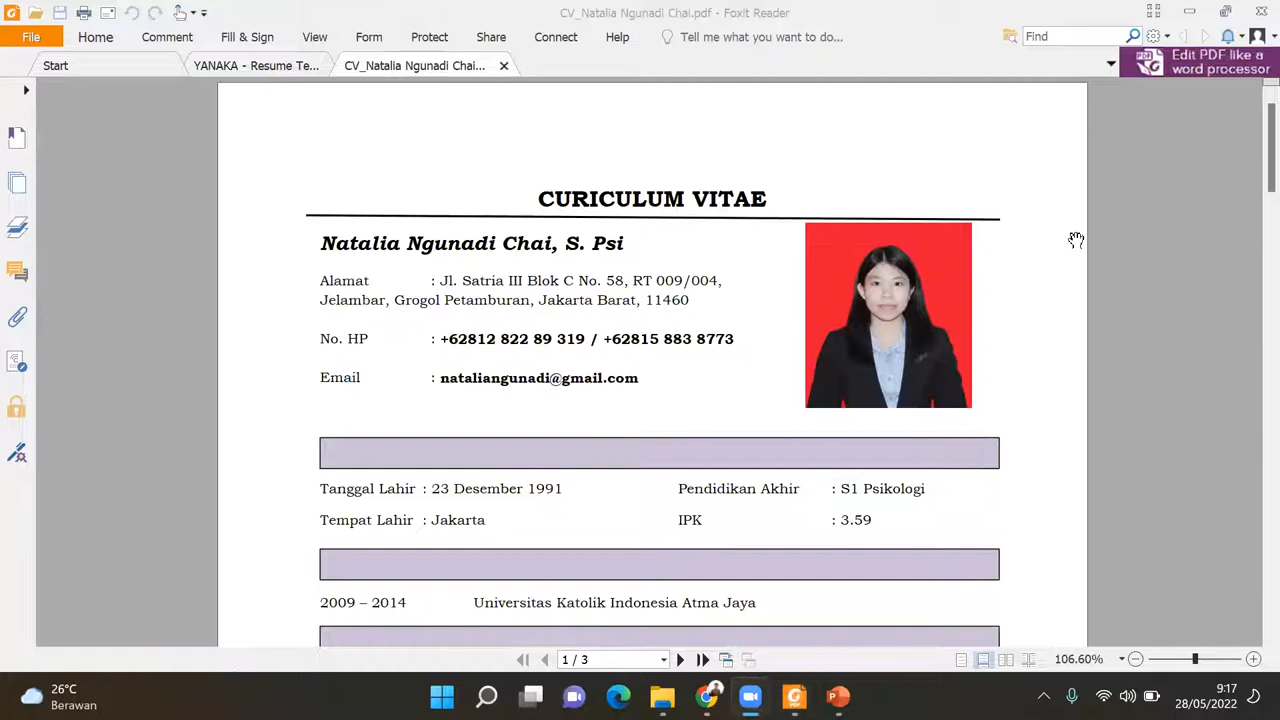 CV_Natalia Ngunadi Chai.pdf - Foxit Reader
File Home Comment Fill & Sign View Form Protect Share Connect Help Tell me what you want to do... Find
Start YANAKA - Resume Te... CV_Natalia Ngunadi Chai...
Edit PDF like a
word processor
CURICULUM VITAE
Natalia Ngunadi Chai, S. Psi
Alamat : Jl. Satria III Blok C No. 58, RT 009/004,
Jelambar, Grogol Petamburan, Jakarta Barat, 11460
No. HP : +62812 822 89 319 / +62815 883 8773
Email : nataliangunadi@gmail.com
Tanggal Lahir : 23 Desember 1991 Pendidikan Akhir : S1 Psikologi
Tempat Lahir : Jakarta IPK : 3.59
2009 – 2014 Universitas Katolik Indonesia Atma Jaya
1 / 3 106.60%
26°C
Berawan
9:17
28/05/2022